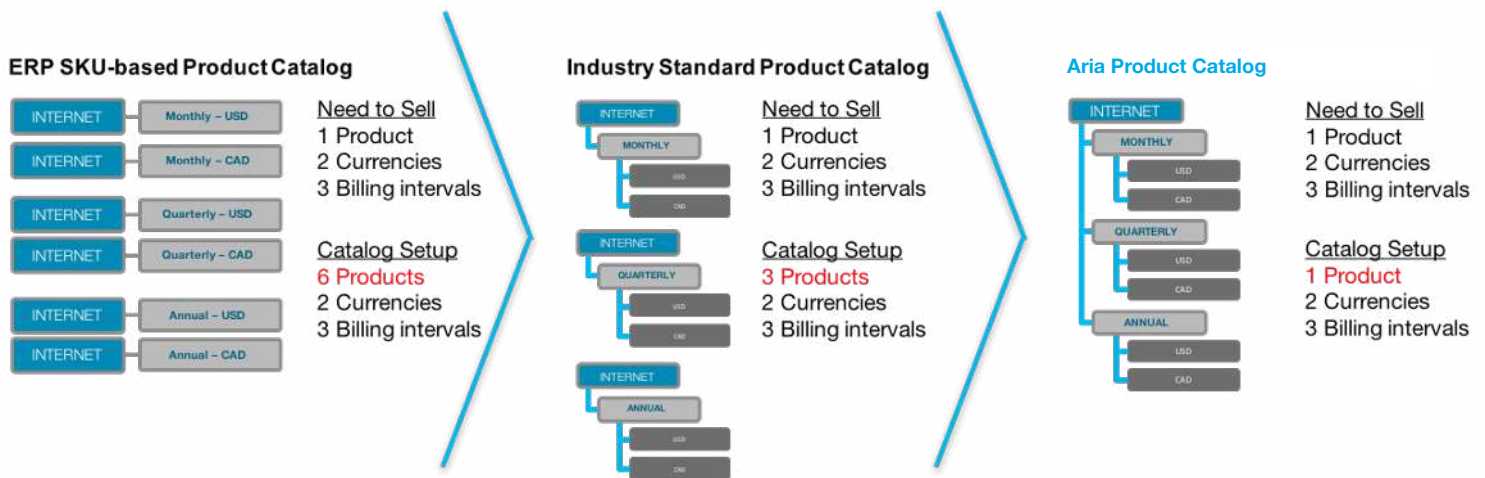 ERP SKU-based Product Catalog
INTERNET
Monthly – USD
INTERNET
Monthly – CAD
INTERNET
Quarterly – USD
INTERNET
Quarterly – CAD
INTERNET
Annual – USD
INTERNET
Annual – CAD
Need to Sell
1 Product
2 Currencies
3 Billing intervals
Catalog Setup
6 Products
2 Currencies
3 Billing intervals
Industry Standard Product Catalog
INTERNET
MONTHLY
USD
CAD
INTERNET
QUARTERLY
USD
CAD
INTERNET
ANNUAL
USD
CAD
Need to Sell
1 Product
2 Currencies
3 Billing intervals
Catalog Setup
3 Products
2 Currencies
3 Billing intervals
Aria Product Catalog
INTERNET
MONTHLY
USD
CAD
QUARTERLY
USD
CAD
ANNUAL
USD
CAD
Need to Sell
1 Product
2 Currencies
3 Billing intervals
Catalog Setup
1 Product
2 Currencies
3 Billing intervals